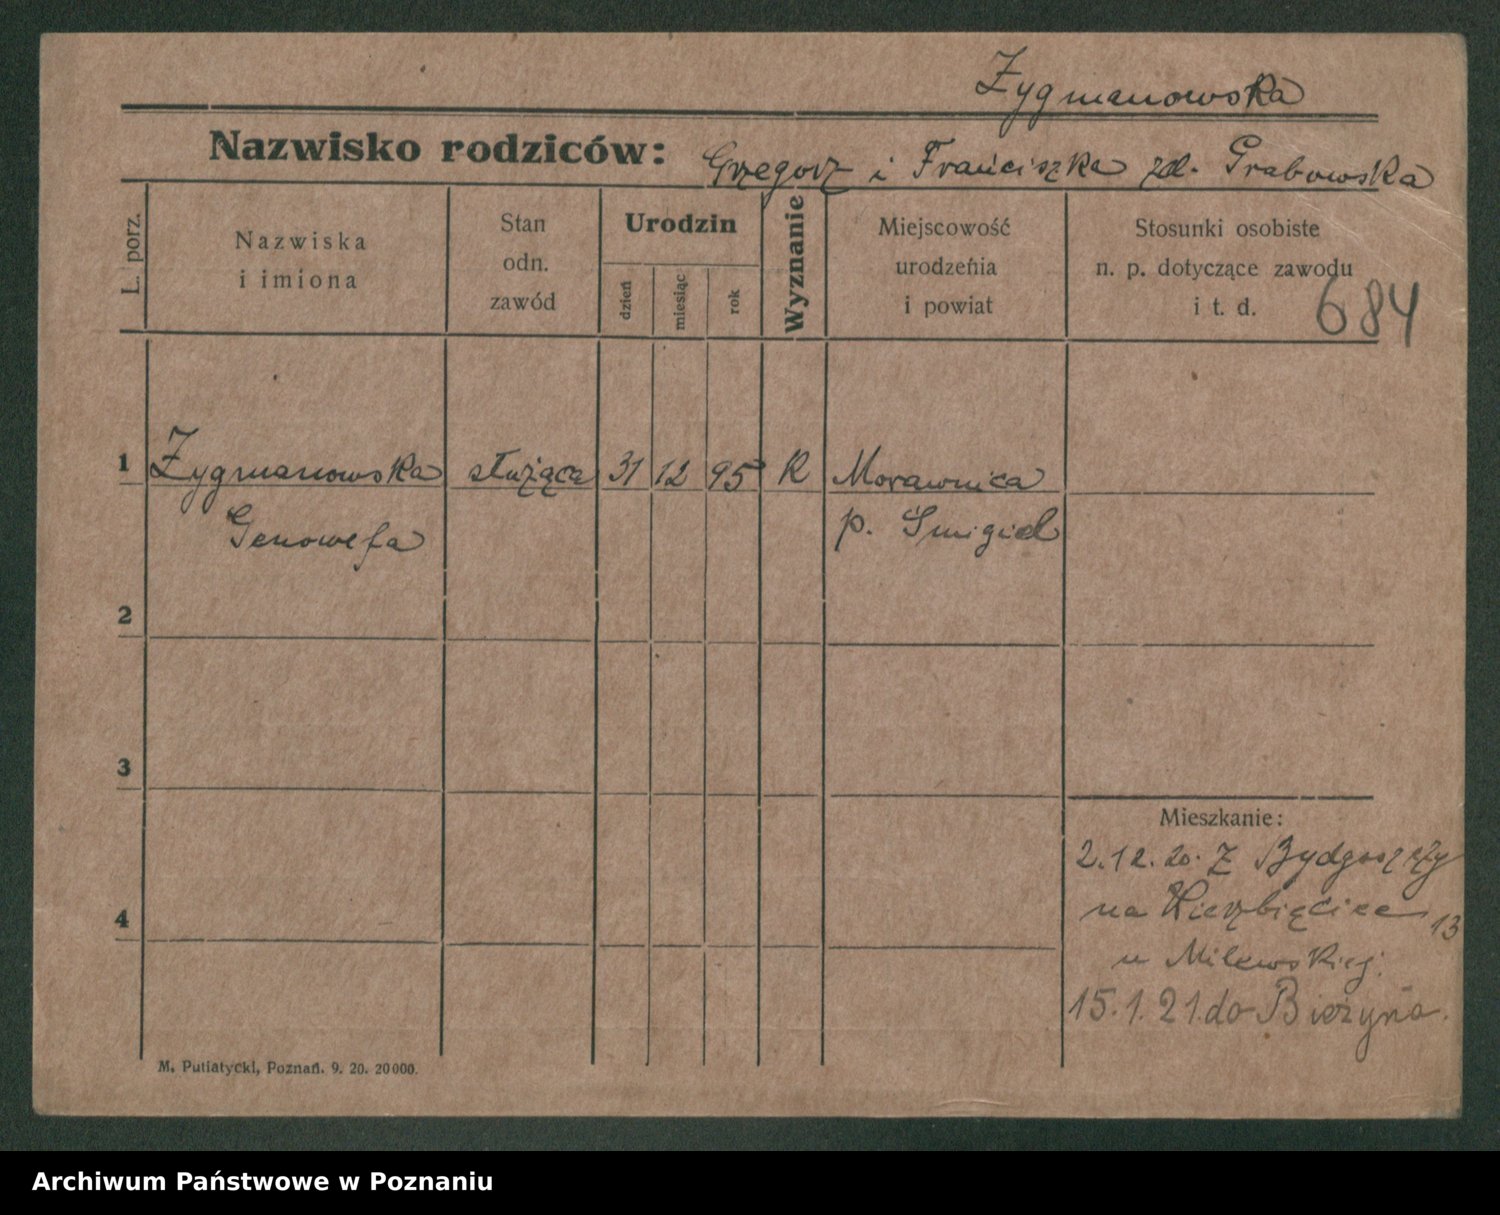 Zygmanowska
Nazwisko rodziców: Grzegorz i Franciszka zd. Grabowska
L. porz.
Nazwiska
i imiona
Stan
odn.
zawód
Urodzin
dzień
miesiąc
rok
Wyznanie
Miejscowość
urodzenia
i powiat
Stosunki osobiste
n. p. dotyczące zawodu
i t. d.
684
1 Zygmanowska służąca 31 12 95 R Morawnica
Genowefa p. Śmigiel
2
3
4
Mieszkanie:
2.12.20. Z Bydgoszczy
na Wierzbięcice 13
u Milewskiej.
15.1.21. do Bieżyna.
M. Putiatycki, Poznań. 9. 20. 20000.
Archiwum Państwowe w Poznaniu